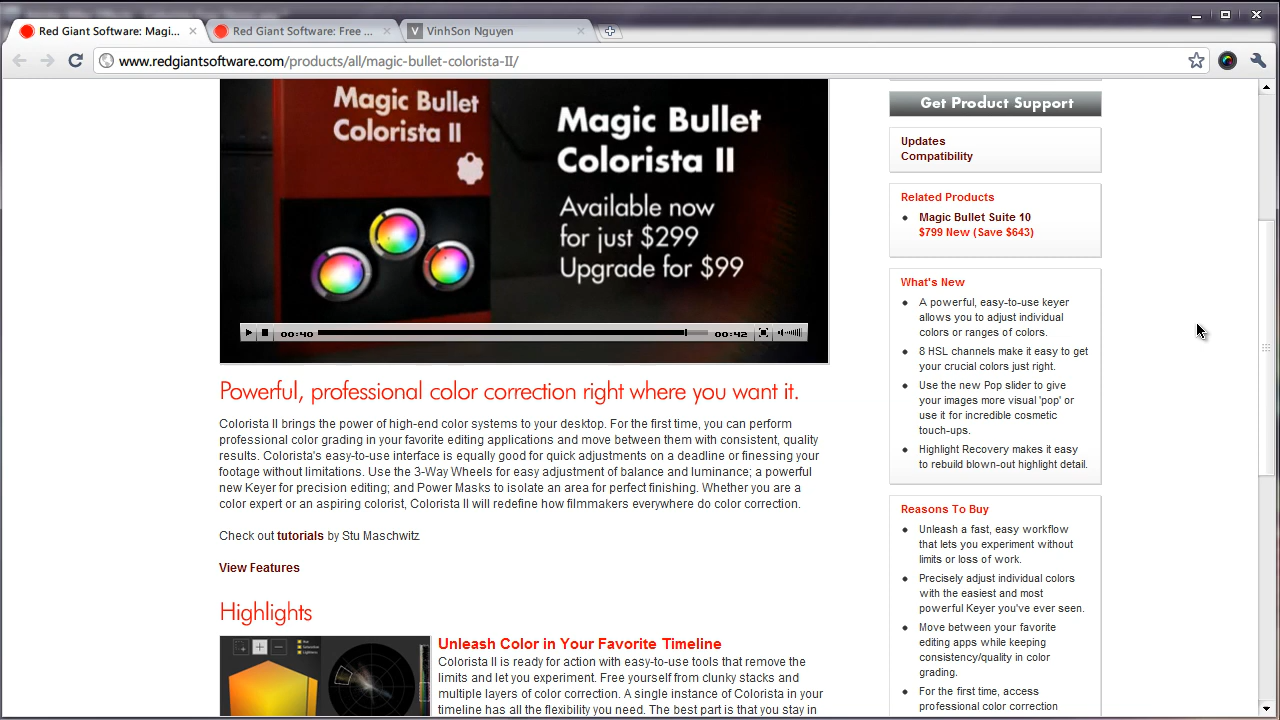 Red Giant Software: Magi...
Red Giant Software: Free ...
V VinhSon Nguyen
www.redgiantsoftware.com/products/all/magic-bullet-colorista-II/
Magic Bullet
Colorista II
Magic Bullet
Colorista II
Available now
for just $299
Upgrade for $99
00:40
00:42
Powerful, professional color correction right where you want it.
Colorista II brings the power of high-end color systems to your desktop. For the first time, you can perform
professional color grading in your favorite editing applications and move between them with consistent, quality
results. Colorista's easy-to-use interface is equally good for quick adjustments on a deadline or finessing your
footage without limitations. Use the 3-Way Wheels for easy adjustment of balance and luminance; a powerful
new Keyer for precision editing; and Power Masks to isolate an area for perfect finishing. Whether you are a
color expert or an aspiring colorist, Colorista II will redefine how filmmakers everywhere do color correction.
Check out tutorials by Stu Maschwitz
View Features
Highlights
Unleash Color in Your Favorite Timeline
Colorista II is ready for action with easy-to-use tools that remove the
limits and let you experiment. Free yourself from clunky stacks and
multiple layers of color correction. A single instance of Colorista in your
timeline has all the flexibility you need. The best part is that you stay in
Get Product Support
Updates
Compatibility
Related Products
Magic Bullet Suite 10
$799 New (Save $643)
What's New
A powerful, easy-to-use keyer
allows you to adjust individual
colors or ranges of colors.
8 HSL channels make it easy to get
your crucial colors just right.
Use the new Pop slider to give
your images more visual 'pop' or
use it for incredible cosmetic
touch-ups.
Highlight Recovery makes it easy
to rebuild blown-out highlight detail.
Reasons To Buy
Unleash a fast, easy workflow
that lets you experiment without
limits or loss of work.
Precisely adjust individual colors
with the easiest and most
powerful Keyer you've ever seen.
Move between your favorite
editing apps while keeping
consistency/quality in color
grading.
For the first time, access
professional color correction